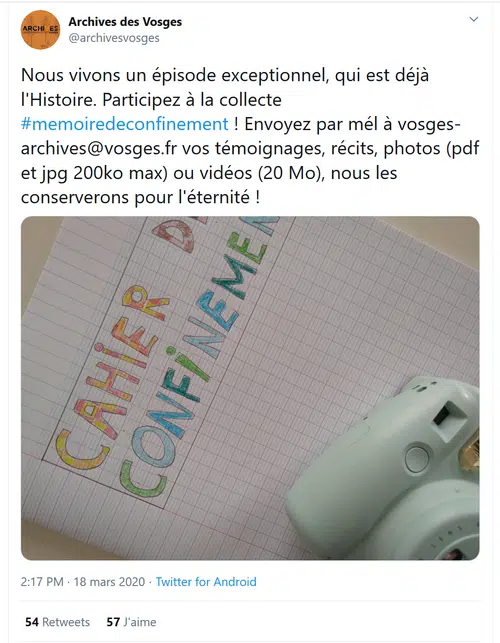 ARCHIVES
Archives des Vosges
@archivesvosges
Nous vivons un épisode exceptionnel, qui est déjà
l'Histoire. Participez à la collecte
#memoiredeconfinement ! Envoyez par mél à vosges-
archives@vosges.fr vos témoignages, récits, photos (pdf
et jpg 200ko max) ou vidéos (20 Mo), nous les
conserverons pour l'éternité !
CAHiER DE
CONFiNEMEN
2:17 PM · 18 mars 2020 · Twitter for Android
54 Retweets 57 J'aime